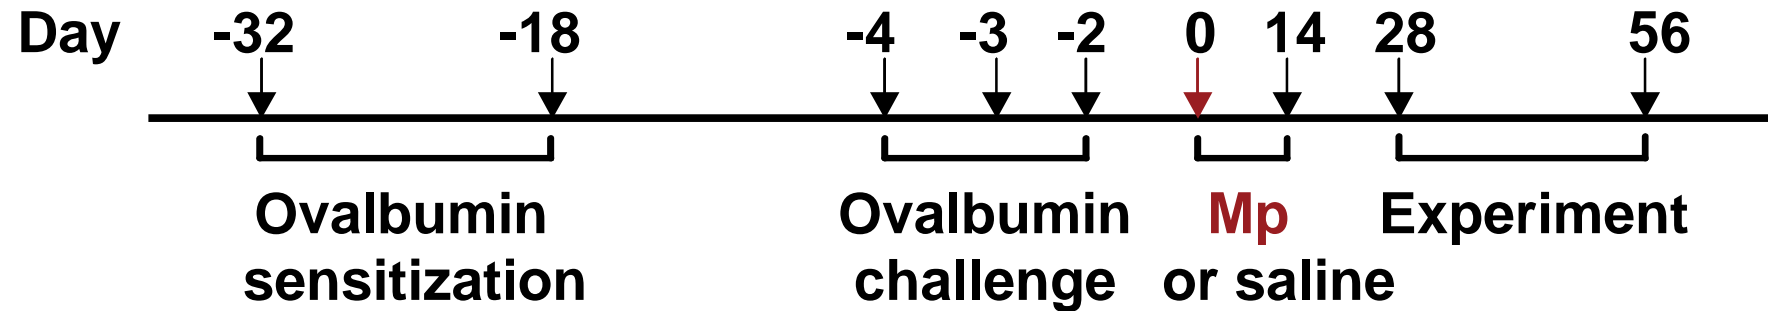 Day -32 -18 -4 -3 -2 0 14 28 56
Ovalbumin Ovalbumin Mp Experiment
sensitization challenge or saline